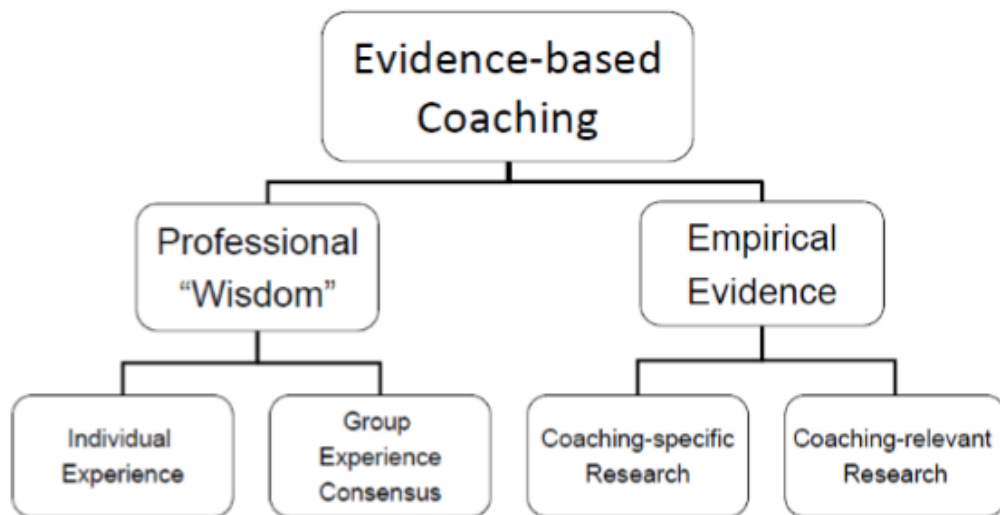 Evidence-based
Coaching
Professional
“Wisdom”
Empirical
Evidence
Individual
Experience
Group
Experience
Consensus
Coaching-specific
Research
Coaching-relevant
Research